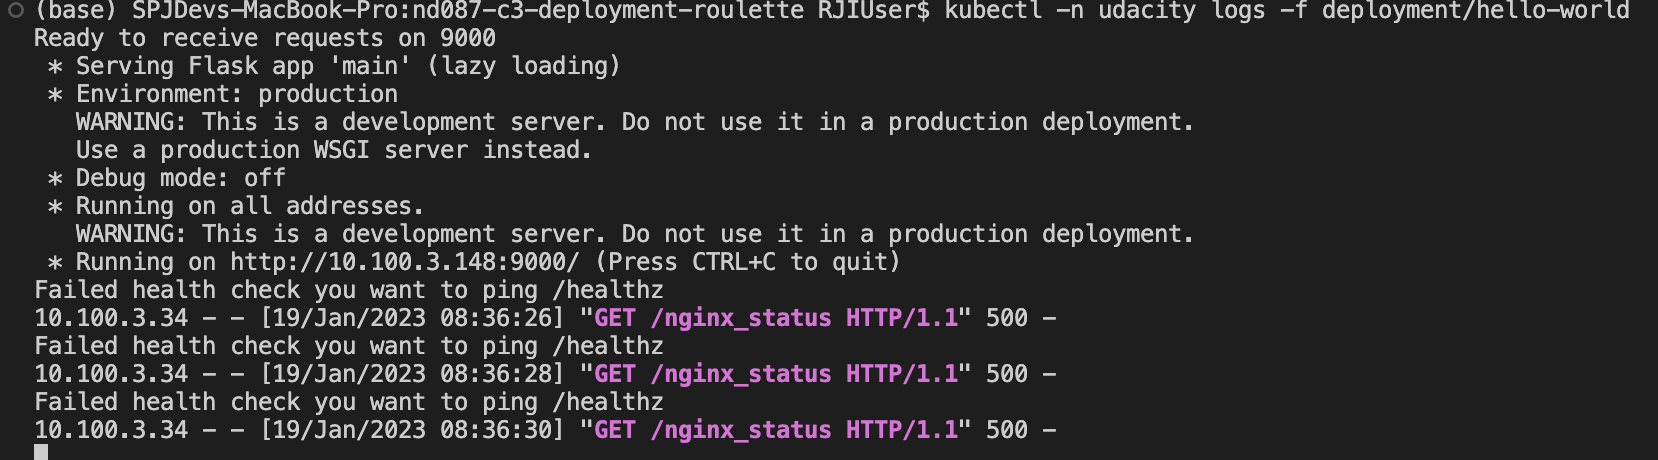 (base) SPJDevs-MacBook-Pro:nd087-c3-deployment-roulette RJIUser$ kubectl -n udacity logs -f deployment/hello-world
Ready to receive requests on 9000
 * Serving Flask app 'main' (lazy loading)
 * Environment: production
   WARNING: This is a development server. Do not use it in a production deployment.
   Use a production WSGI server instead.
 * Debug mode: off
 * Running on all addresses.
   WARNING: This is a development server. Do not use it in a production deployment.
 * Running on http://10.100.3.148:9000/ (Press CTRL+C to quit)
Failed health check you want to ping /healthz
10.100.3.34 - - [19/Jan/2023 08:36:26] "GET /nginx_status HTTP/1.1" 500 -
Failed health check you want to ping /healthz
10.100.3.34 - - [19/Jan/2023 08:36:28] "GET /nginx_status HTTP/1.1" 500 -
Failed health check you want to ping /healthz
10.100.3.34 - - [19/Jan/2023 08:36:30] "GET /nginx_status HTTP/1.1" 500 -